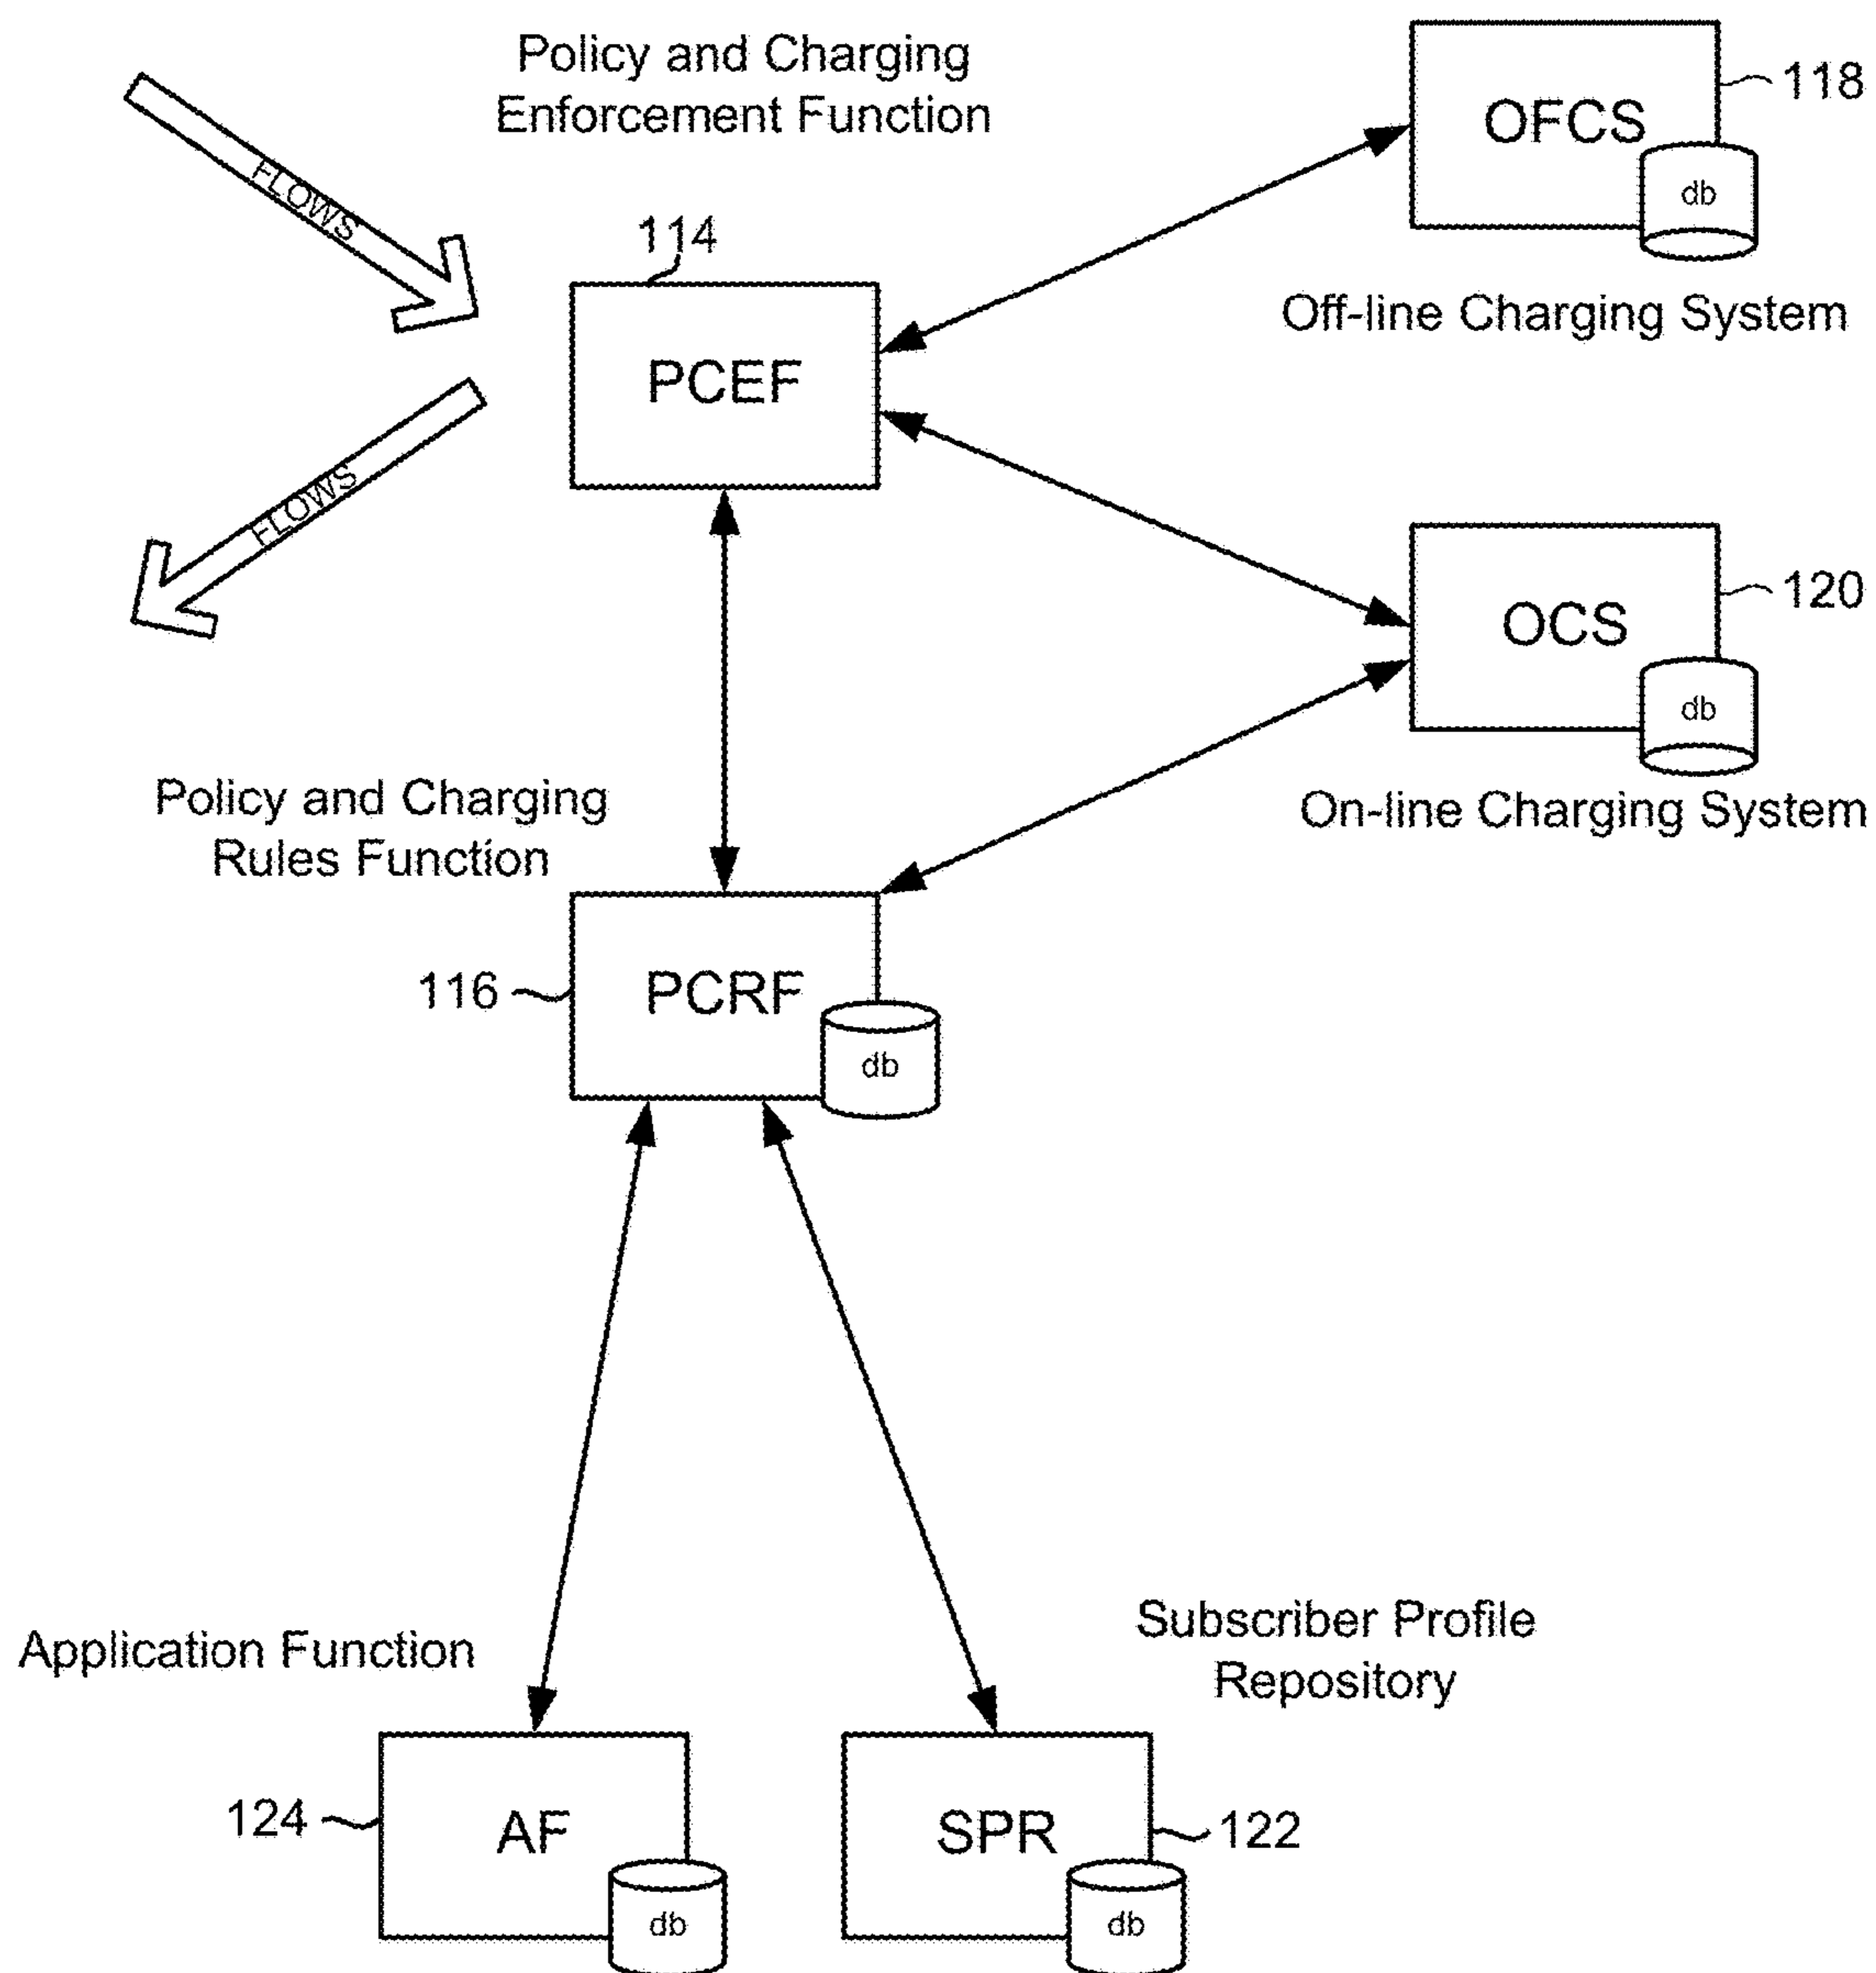 Policy and Charging
Enforcement Function
OFCS
118
db
Off-line Charging System
FLOWS
114
PCEF
FLOWS
OCS
120
db
On-line Charging System
Policy and Charging
Rules Function
116
PCRF
db
Application Function
Subscriber Profile
Repository
124
AF
db
SPR
122
db